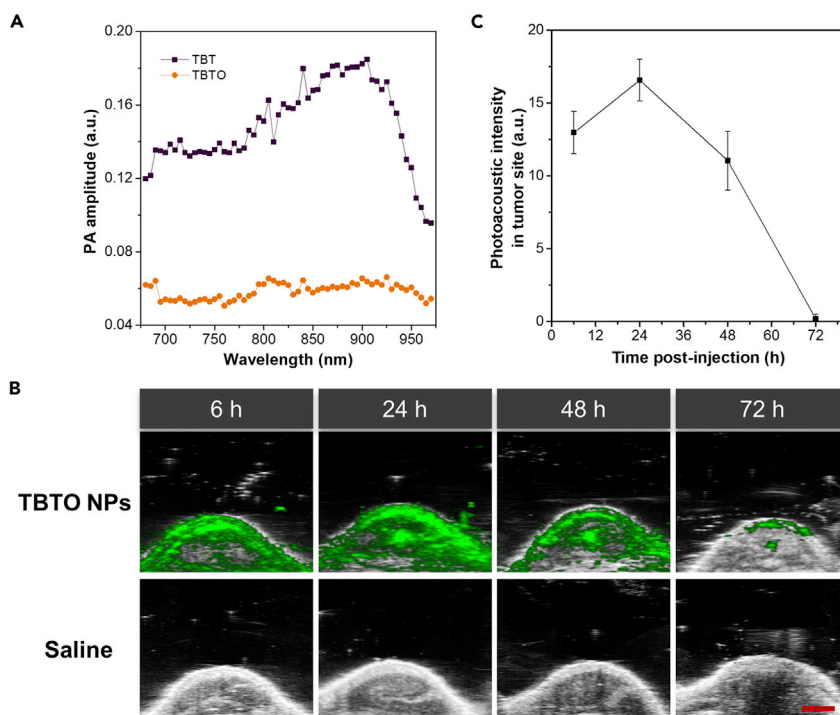 A
0.20
0.16
0.12
0.08
0.04
PA amplitude (a.u.)
TBT
TBTO
700 750 800 850 900 950
Wavelength (nm)
C
20
15
10
5
0
Photoacoustic intensity
in tumor site (a.u.)
0 12 24 36 48 60 72
Time post-injection (h)
B
6 h 24 h 48 h 72 h
TBTO NPs
Saline